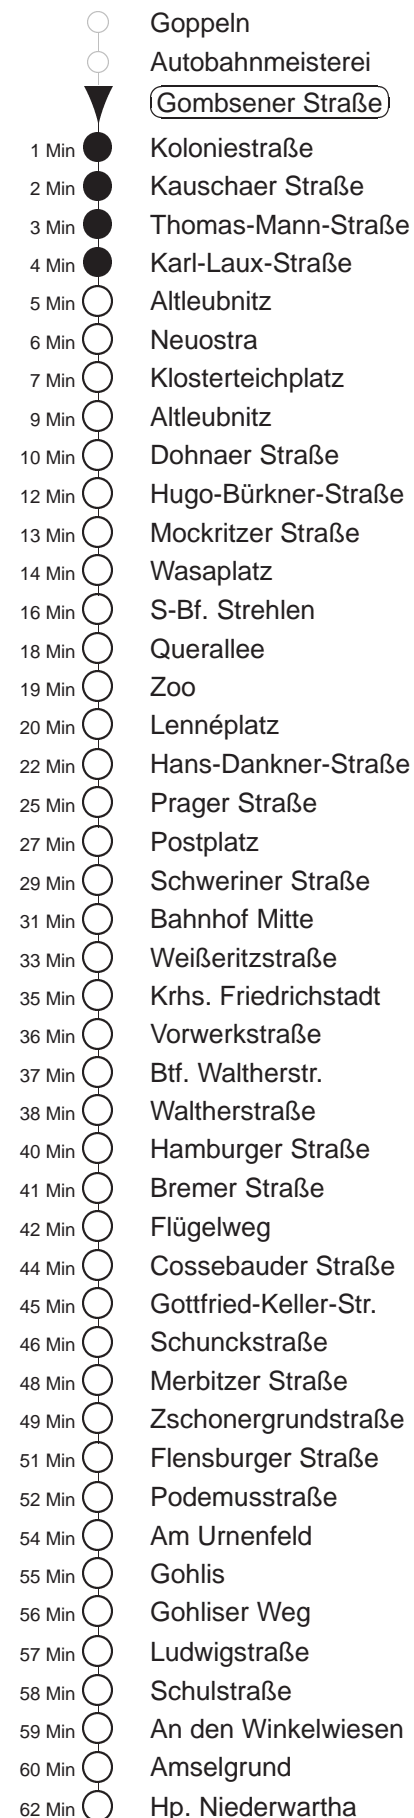 Goppeln
Autobahnmeisterei
Gombsener Straße
1 Min Koloniestraße
2 Min Kauschaer Straße
3 Min Thomas-Mann-Straße
4 Min Karl-Laux-Straße
5 Min Altleubnitz
6 Min Neuostra
7 Min Klosterteichplatz
9 Min Altleubnitz
10 Min Dohnaer Straße
12 Min Hugo-Bürkner-Straße
13 Min Mockritzer Straße
14 Min Wasaplatz
16 Min S-Bf. Strehlen
18 Min Querallee
19 Min Zoo
20 Min Lennéplatz
22 Min Hans-Dankner-Straße
25 Min Prager Straße
27 Min Postplatz
29 Min Schweriner Straße
31 Min Bahnhof Mitte
33 Min Weißeritzstraße
35 Min Krhs. Friedrichstadt
36 Min Vorwerkstraße
37 Min Btf. Waltherstr.
38 Min Waltherstraße
40 Min Hamburger Straße
41 Min Bremer Straße
42 Min Flügelweg
44 Min Cossebauder Straße
45 Min Gottfried-Keller-Str.
46 Min Schunckstraße
48 Min Merbitzer Straße
49 Min Zschonergrundstraße
51 Min Flensburger Straße
52 Min Podemusstraße
54 Min Am Urnenfeld
55 Min Gohlis
56 Min Gohliser Weg
57 Min Ludwigstraße
58 Min Schulstraße
59 Min An den Winkelwiesen
60 Min Amselgrund
62 Min Hp. Niederwartha